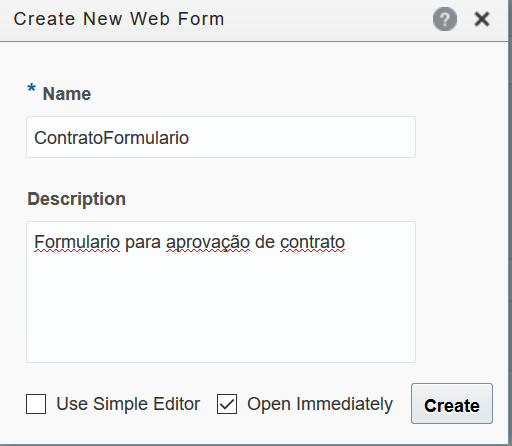 Create New Web Form
?
* Name
ContratoFormulario
Description
Formulario para aprovação de contrato
Use Simple Editor Open Immediately Create